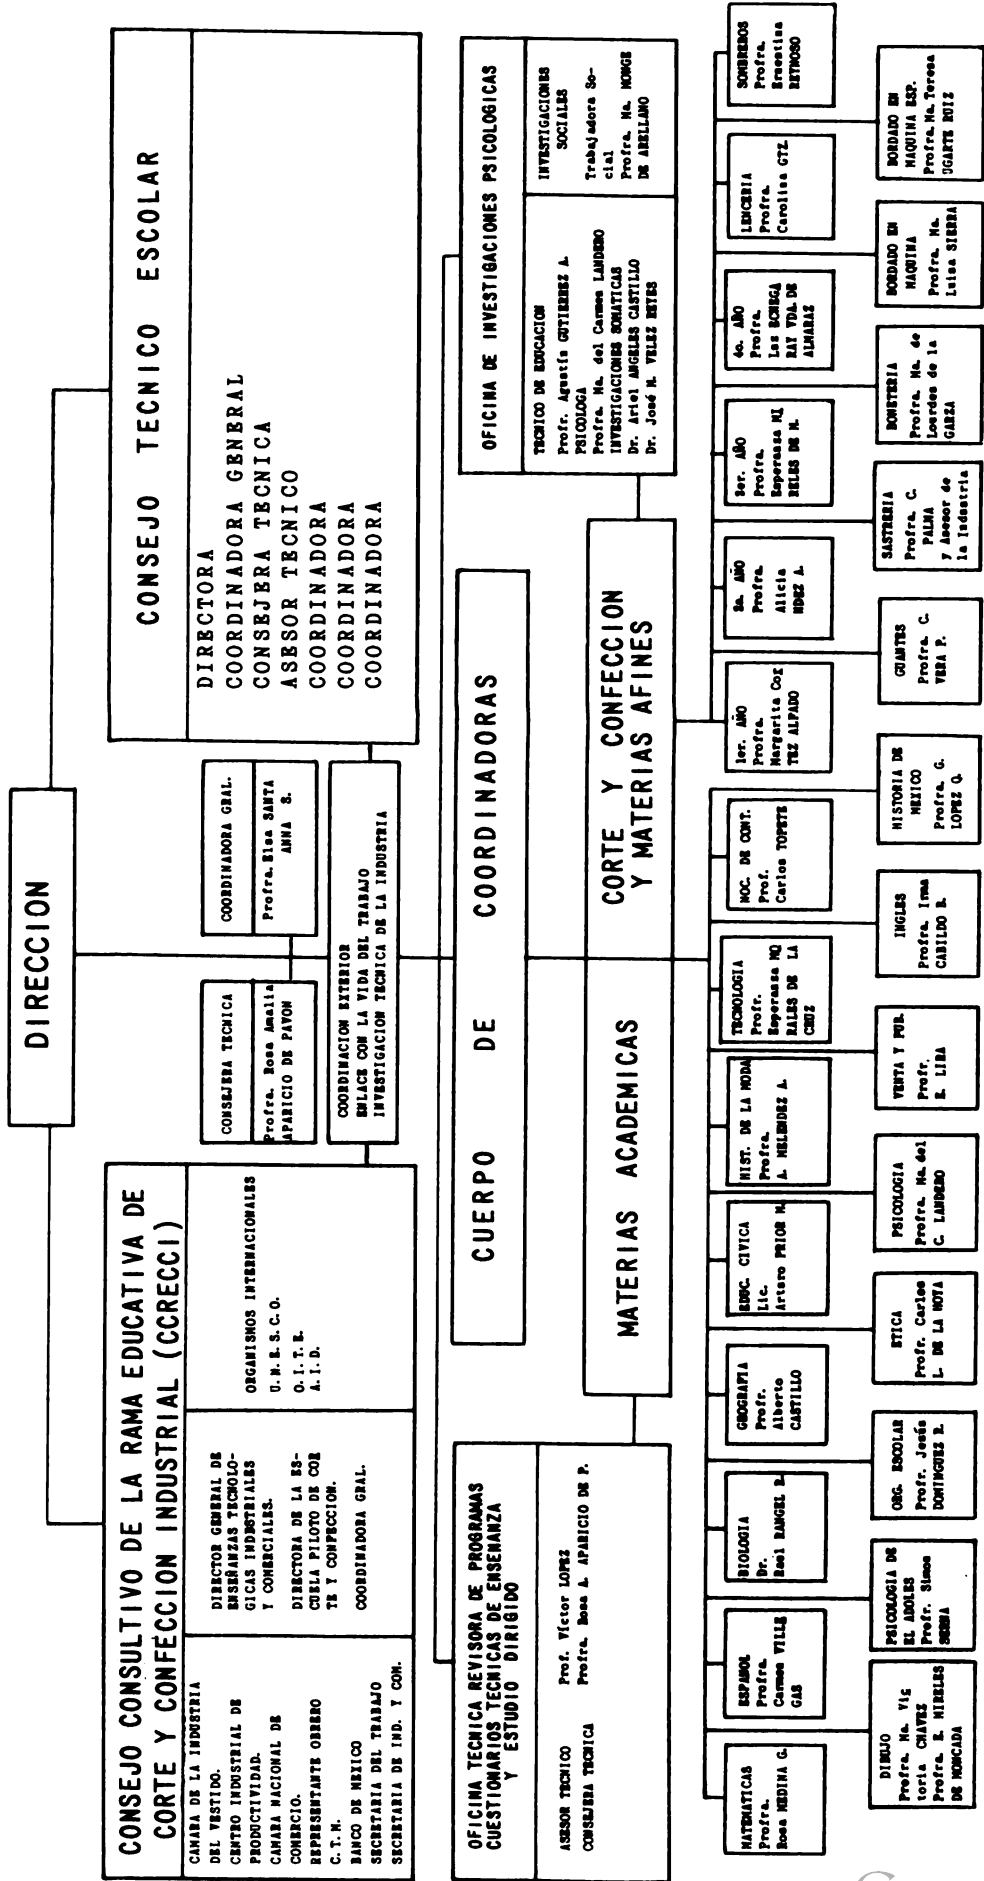 DIRECCION
CONSEJO CONSULTIVO DE LA RAMA EDUCATIVA DE
CORTE Y CONFECCION INDUSTRIAL (CCRECCI)
CAMARA DE LA INDUSTRIA
DEL VESTIDO.
CENTRO INDUSTRIAL DE
PRODUCTIVIDAD.
CAMARA NACIONAL DE
COMERCIO.
REPRESENTANTE OBRERO
C. T. M.
BANCO DE MEXICO
SECRETARIA DEL TRABAJO
SECRETARIA DE IND. Y COM.
DIRECTOR GENERAL DE
ENSEÑANZAS TECNOLO-
GICAS INDUSTRIALES
Y COMERCIALES.
DIRECTORA DE LA ES-
CUELA PILOTO DE COR
TE Y CONFECCION.
COORDINADORA GRAL.
ORGANISMOS INTERNACIONALES
U. N. E. S. C. O.
O. I. T. E.
A. I. D.
CONSEJERA TECNICA
Profra. Rosa Amalia
APARICIO DE PAVON
COORDINADORA GRAL.
Profra. Elsa SANTA
ANNA S.
COORDINACION EXTERIOR
ENLACE CON LA VIDA DEL TRABAJO
INVESTIGACION TECNICA DE LA INDUSTRIA
CONSEJO TECNICO ESCOLAR
DIRECTORA
COORDINADORA GENERAL
CONSEJERA TECNICA
ASESOR TECNICO
COORDINADORA
COORDINADORA
COORDINADORA
OFICINA TECNICA REVISORA DE PROGRAMAS
CUESTIONARIOS TECNICAS DE ENSEÑANZA
Y ESTUDIO DIRIGIDO
ASESOR TECNICO Prof. Víctor LOPEZ
CONSEJERA TECNICA Profra. Rosa A. APARICIO DE P.
CUERPO DE COORDINADORAS
OFICINA DE INVESTIGACIONES PSICOLOGICAS
TECNICO DE EDUCACION
Profr. Agustín GUTIERREZ A.
PSICOLOGA
Profra. Ma. del Carmen LANDERO
INVESTIGACIONES SOMATICAS
Dr. Ariel ANGELES CASTILLO
Dr. José M. VELEZ REYES
INVESTIGACIONES
SOCIALES
Trabajadora So-
cial
Profra. Ma. MONGE
DE ARELLANO
MATERIAS ACADEMICAS
CORTE Y CONFECCION
Y MATERIAS AFINES
MATEMATICAS
Profra.
Rosa MEDINA G.
ESPAÑOL
Profra.
Carmen VILLE
GAS
BIOLOGIA
Dr.
Raúl RANGEL R.
GEOGRAFIA
Profr.
Alberto
CASTILLO
EDUC. CIVICA
Lic.
Arturo PRIOR M.
HIST. DE LA MODA
Profra.
A. MELENDEZ A.
TECNOLOGIA
Profr.
Esperanza MO
RALES DE LA
CRUZ
NOC. DE CONT.
Prof.
Carlos TOPETE
1er. AÑO
Profra.
Margarita COR
TEZ ALPADO
2o. AÑO
Profra.
Alicia
NDEZ A.
3er. AÑO
Profra.
Esperanza MI
RELES DE M.
4o. AÑO
Profra.
Luz ECHEGA
RAY VDA. DE
ALMARAZ
LENCERIA
Profra.
Carolina GTZ.
SOMBREROS
Profra.
Ernestina
REYNOSO
DIBUJO
Profra. Ma. Vic
toria CHAVEZ
Profra. E. MIRELES
DE MONCADA
PSICOLOGIA DE
EL ADOLES
Profr. Simon
SERNA
ORG. ESCOLAR
Profr. Jesús
DOMINGUEZ R.
ETICA
Profr. Carlos
L. DE LA MOYA
PSICOLOGIA
Profra. Ma. del
C. LANDERO
VENTA Y PUB.
Profr.
E. LIRA
INGLES
Profra. Irma
CABILDO R.
HISTORIA DE
MEXICO
Profra. G.
LOPEZ O.
GUANTES
Profra. C.
VERA P.
SASTRERIA
Profra. C.
PALMA
y Asesor de
la Industria
BONETERIA
Profra. Ma. de
Lourdes de la
GARZA
BORDADO EN
MAQUINA
Profra. Ma.
Luisa SIERRA
BORDADO EN
MAQUINA ESP.
Profra. Ma. Teresa
UGARTE RUIZ